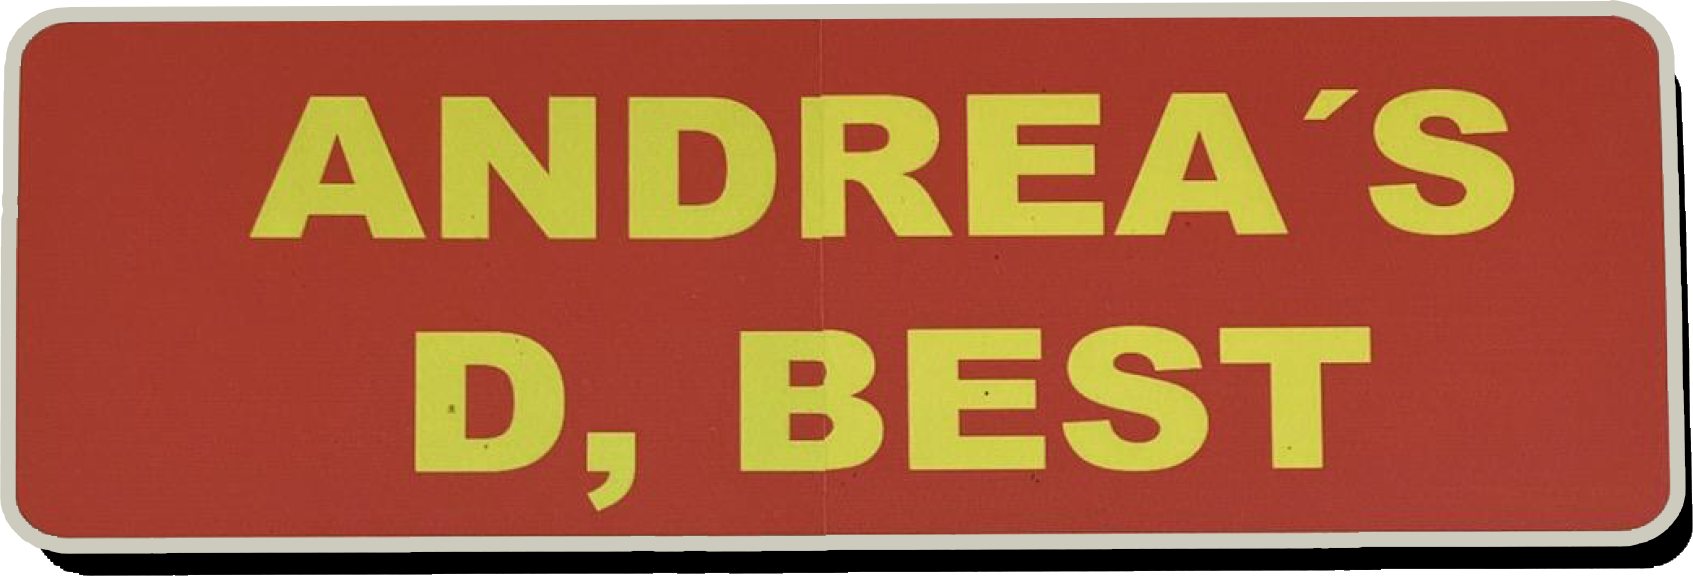 ANDREA´S
D, BEST